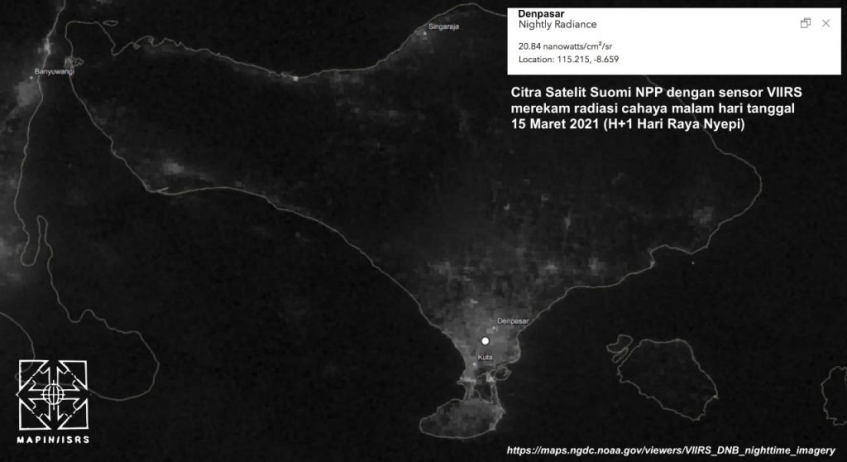 Denpasar
Nightly Radiance
20.84 nanowatts/cm²/sr
Location: 115.215, -8.659
Citra Satelit Suomi NPP dengan sensor VIIRS
merekam radiasi cahaya malam hari tanggal
15 Maret 2021 (H+1 Hari Raya Nyepi)
Singaraja
Banyuwangi
Denpasar
Kuta
MAPIN/ISRS
https://maps.ngdc.noaa.gov/viewers/VIIRS_DNB_nighttime_imagery